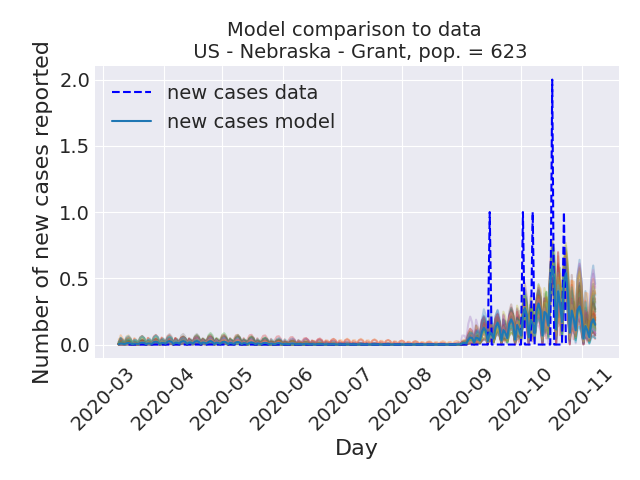 Model comparison to data
US - Nebraska - Grant, pop. = 623
Number of new cases reported
2.0
1.5
1.0
0.5
0.0
new cases data
new cases model
2020-03
2020-04
2020-05
2020-06
2020-07
2020-08
2020-09
2020-10
2020-11
Day